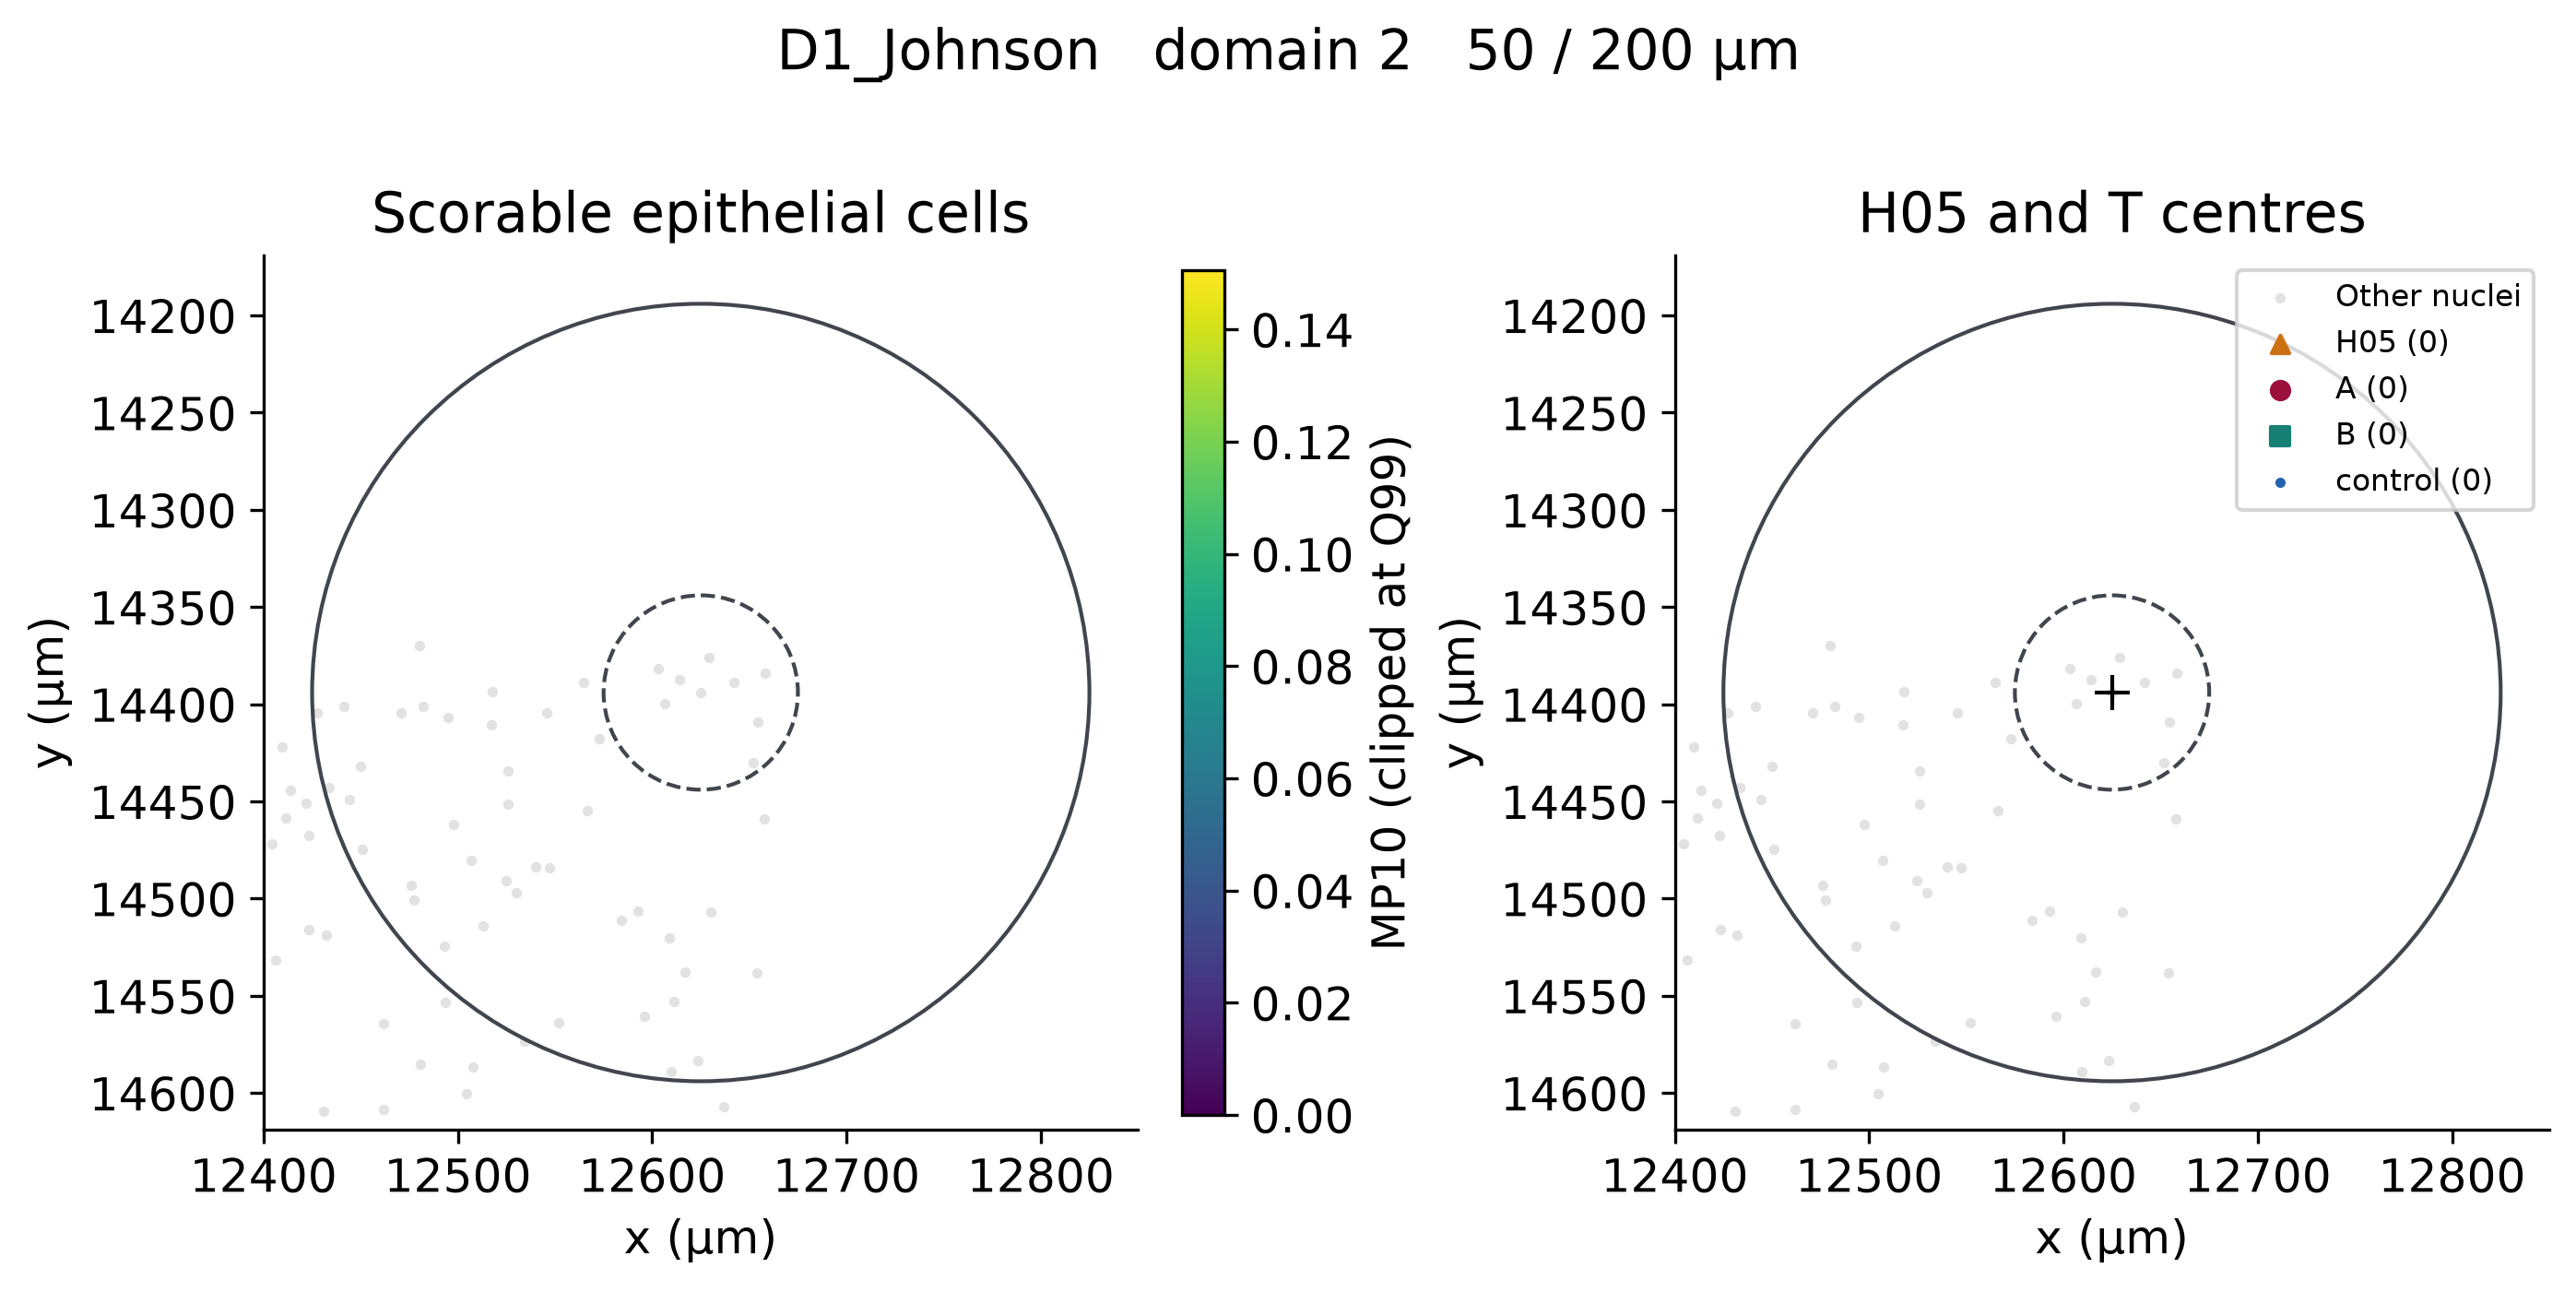 D1_Johnson domain 2 50 / 200 µm
Scorable epithelial cells
14200
14250
14300
14350
14400
14450
14500
14550
14600
y (µm)
12400 12500 12600 12700 12800
x (µm)
0.14
0.12
0.10
0.08
0.06
0.04
0.02
0.00
MP10 (clipped at Q99)
H05 and T centres
14200
14250
14300
14350
14400
14450
14500
14550
14600
y (µm)
12400 12500 12600 12700 12800
x (µm)
Other nuclei
H05 (0)
A (0)
B (0)
control (0)